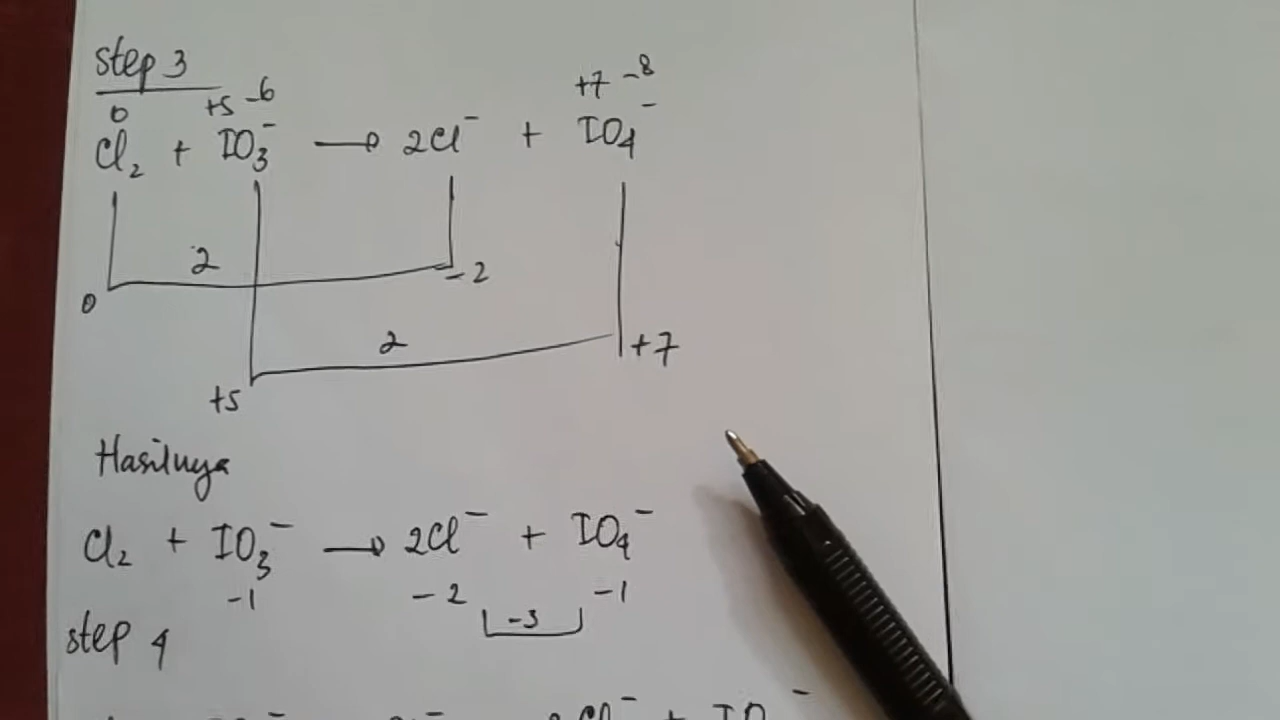 step 3
0 +5 -6 +7 -8
Cl₂ + IO₃⁻ → 2Cl⁻ + IO₄⁻
2
0 -2
2
+5 +7
Hasilnya
Cl₂ + IO₃⁻ → 2Cl⁻ + IO₄⁻
-1 -2 -3 -1
step 4